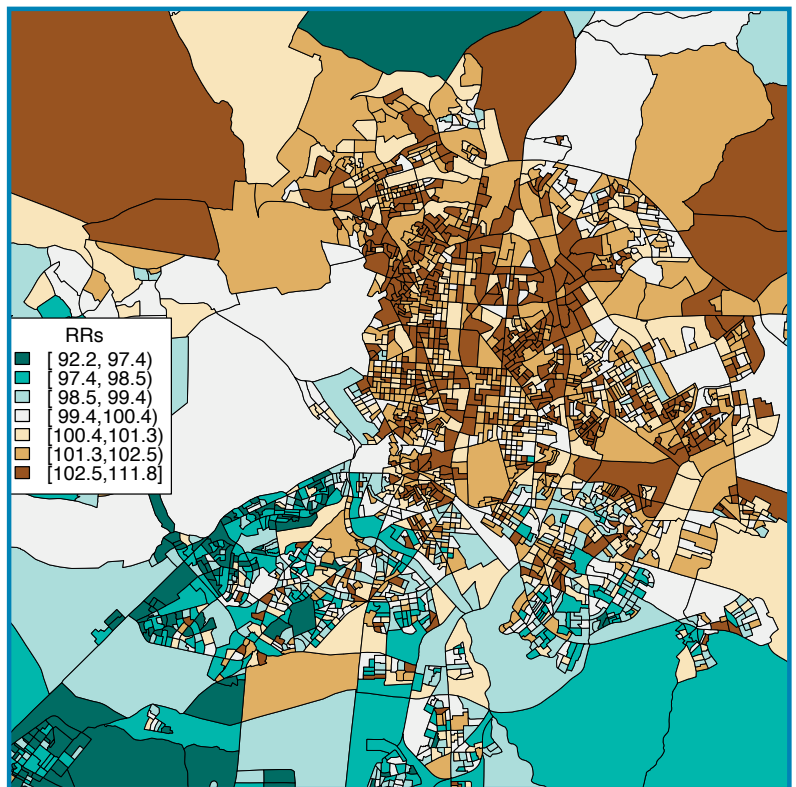 RRs
[ 92.2, 97.4)
[ 97.4, 98.5)
[ 98.5, 99.4)
[ 99.4,100.4)
[100.4,101.3)
[101.3,102.5)
[102.5,111.8]